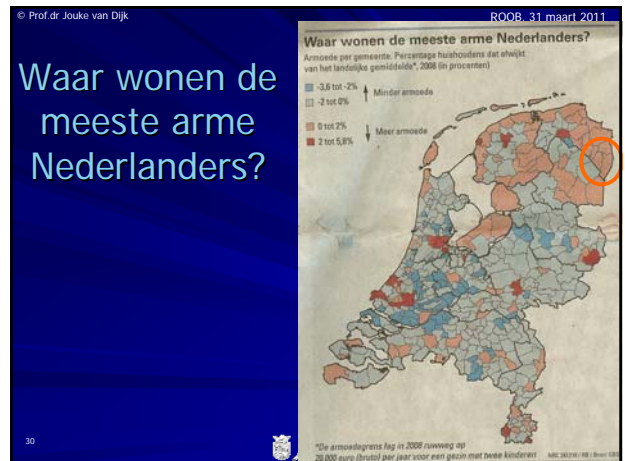 © Prof.dr Jouke van Dijk
ROOB, 31 maart 2011
Waar wonen de
meeste arme
Nederlanders?
Waar wonen de meeste arme Nederlanders?
Armoede per gemeente. Percentage huishoudens dat afwijkt
van het landelijke gemiddelde*, 2008 (in procenten)
-3,6 tot -2%
Minder armoede
-2 tot 0%
0 tot 2%
Meer armoede
2 tot 5,8%
*De armoedegrens lag in 2008 ruwweg op
20.000 euro (bruto) per jaar voor een gezin met twee kinderen
30